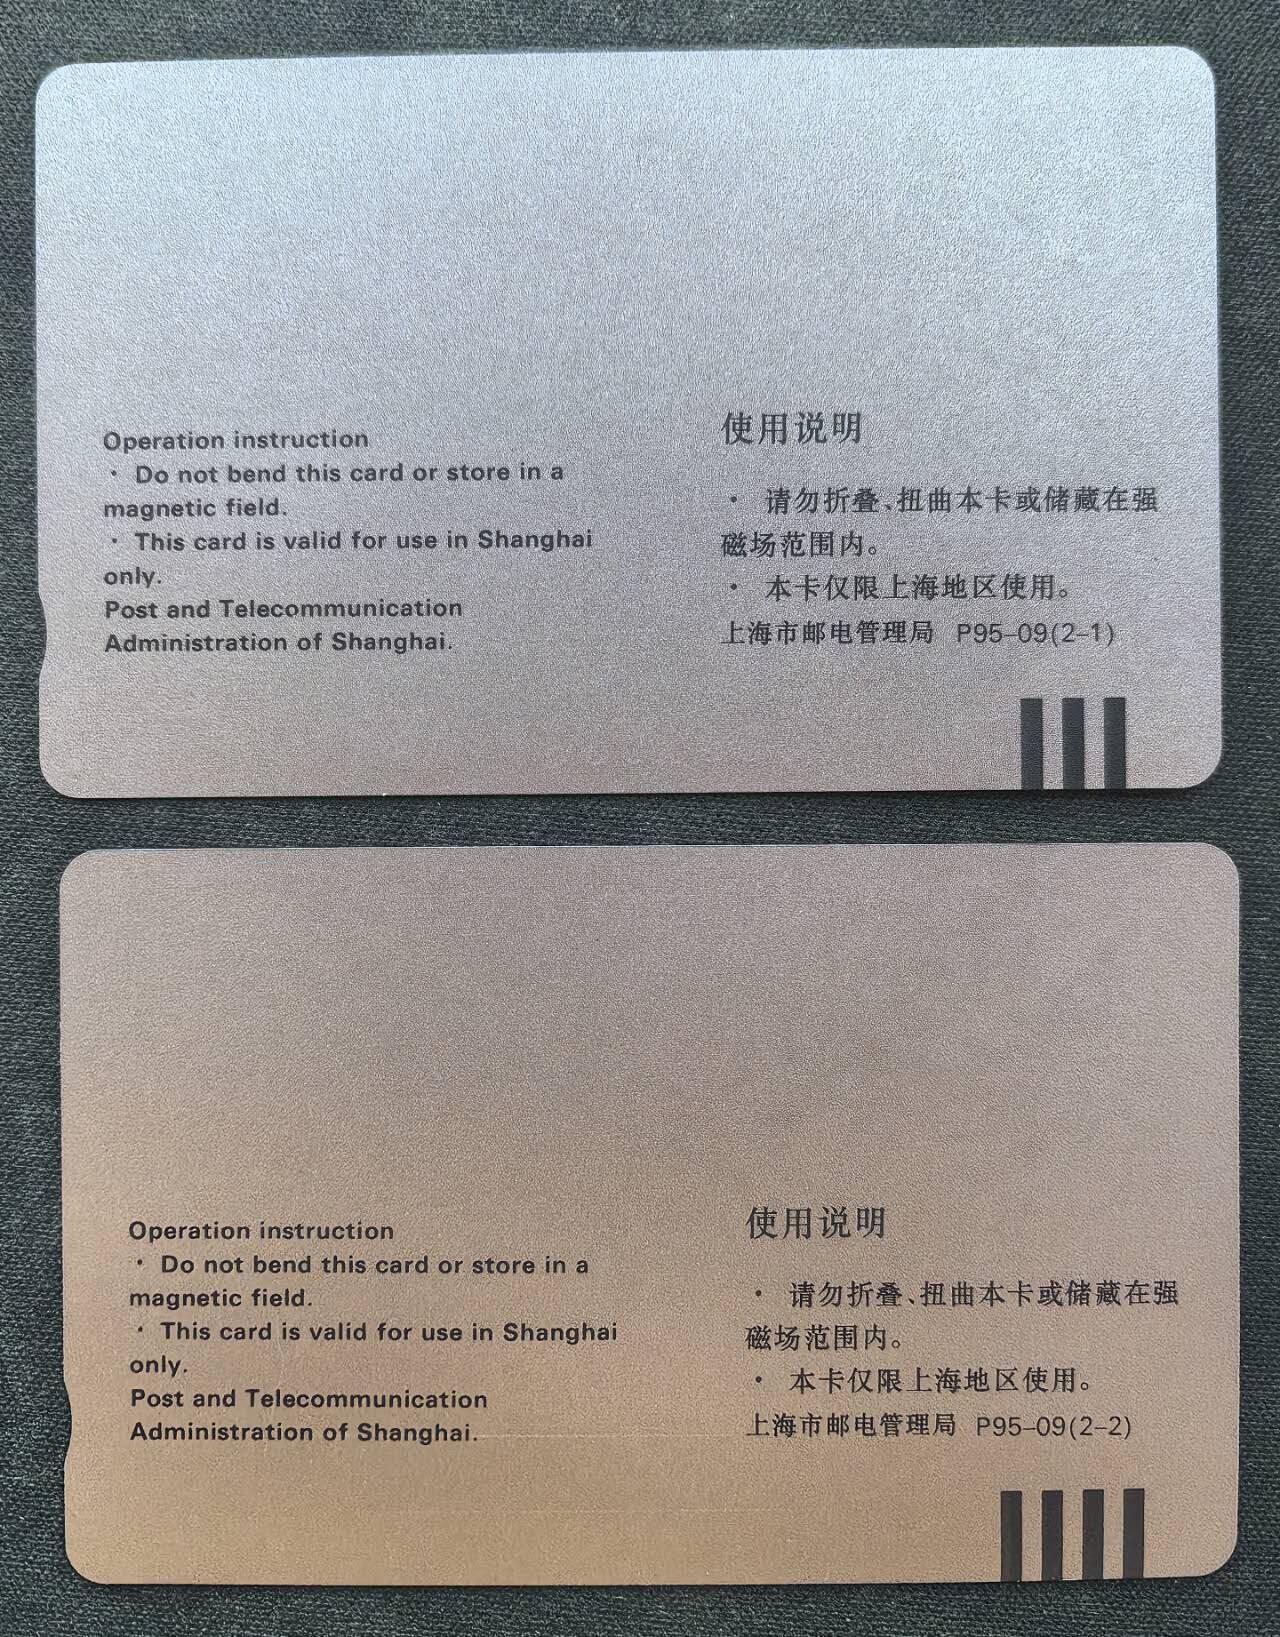 Operation instruction
· Do not bend this card or store in a
magnetic field.
· This card is valid for use in Shanghai
only.
Post and Telecommunication
Administration of Shanghai.
使用说明
· 请勿折叠、扭曲本卡或储藏在强
磁场范围内。
· 本卡仅限上海地区使用。
上海市邮电管理局 P95-09(2-1)
Operation instruction
· Do not bend this card or store in a
magnetic field.
· This card is valid for use in Shanghai
only.
Post and Telecommunication
Administration of Shanghai.
使用说明
· 请勿折叠、扭曲本卡或储藏在强
磁场范围内。
· 本卡仅限上海地区使用。
上海市邮电管理局 P95-09(2-2)